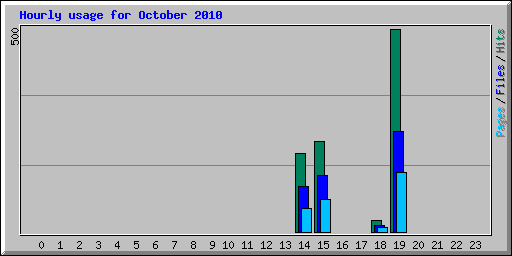 Hourly usage for October 2010
500
Pages/Files/Hits
0 1 2 3 4 5 6 7 8 9 10 11 12 13 14 15 16 17 18 19 20 21 22 23